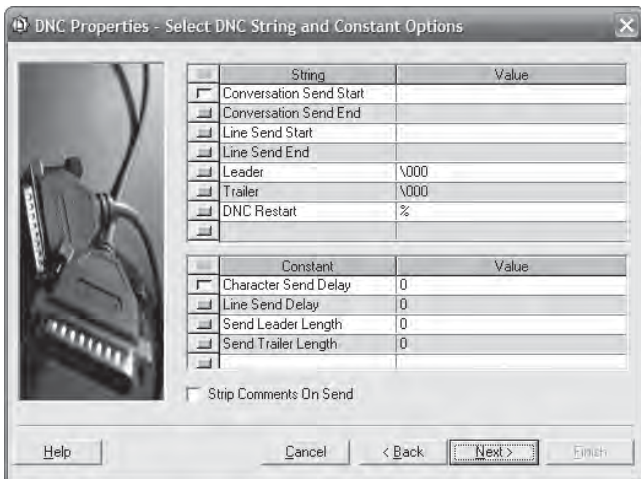 DNC Properties - Select DNC String and Constant Options
String Value
Conversation Send Start
Conversation Send End
Line Send Start
Line Send End
Leader \000
Trailer \000
DNC Restart %
Constant Value
Character Send Delay 0
Line Send Delay 0
Send Leader Length 0
Send Trailer Length 0
Strip Comments On Send
Help Cancel < Back Next > Finish